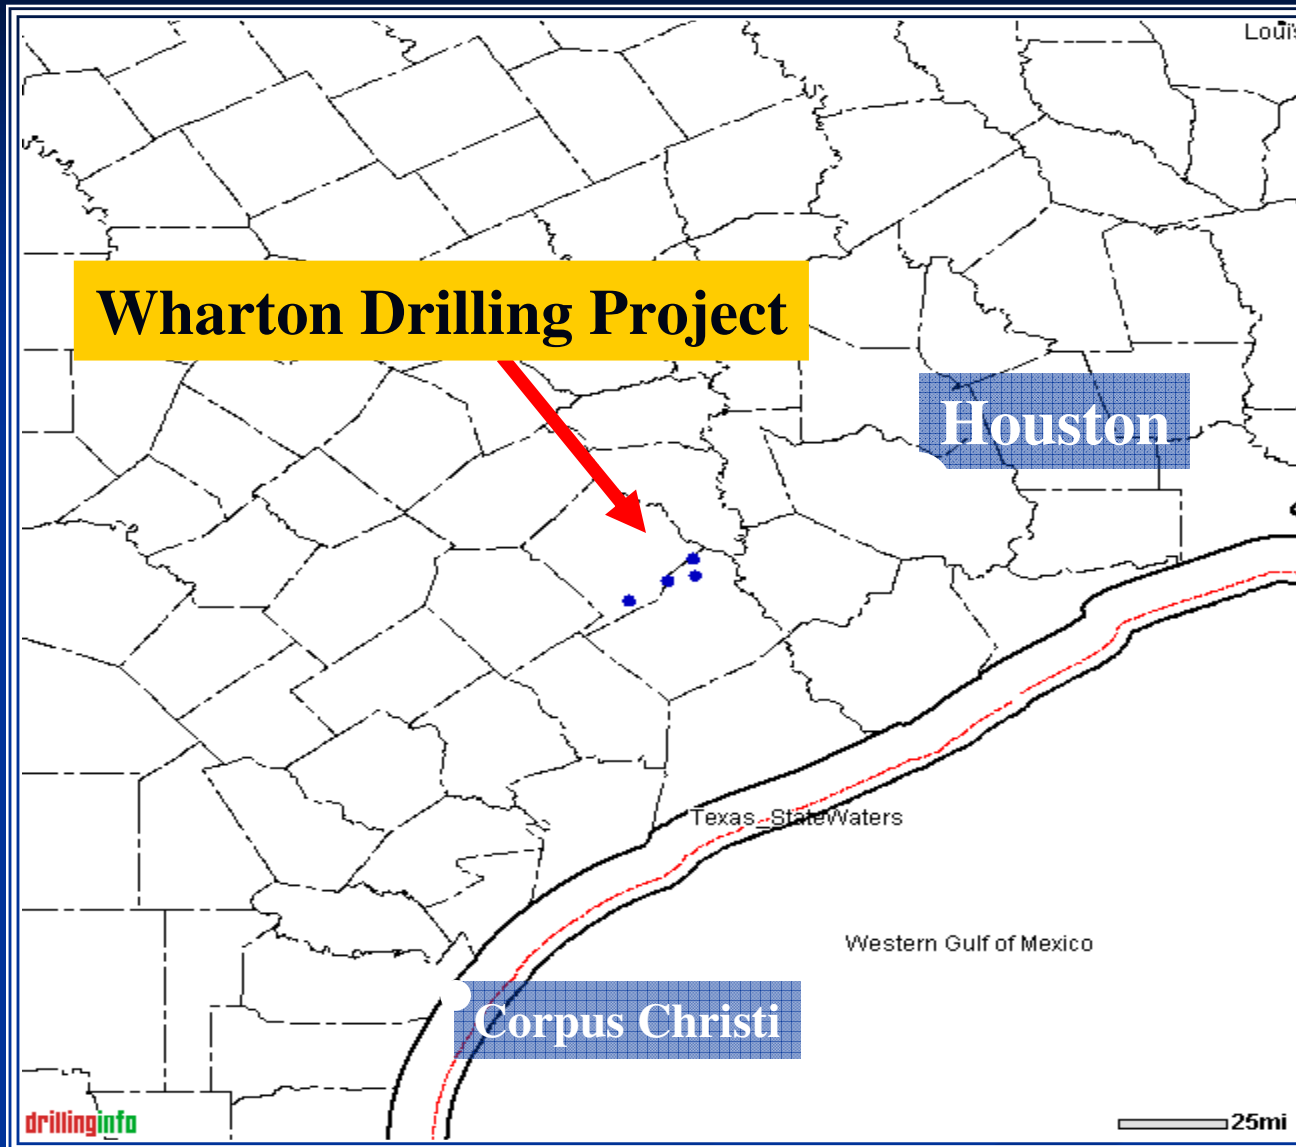 Louis
Wharton Drilling Project
Houston
Texas_StateWaters
Western Gulf of Mexico
Corpus Christi
drillinginfo
25mi